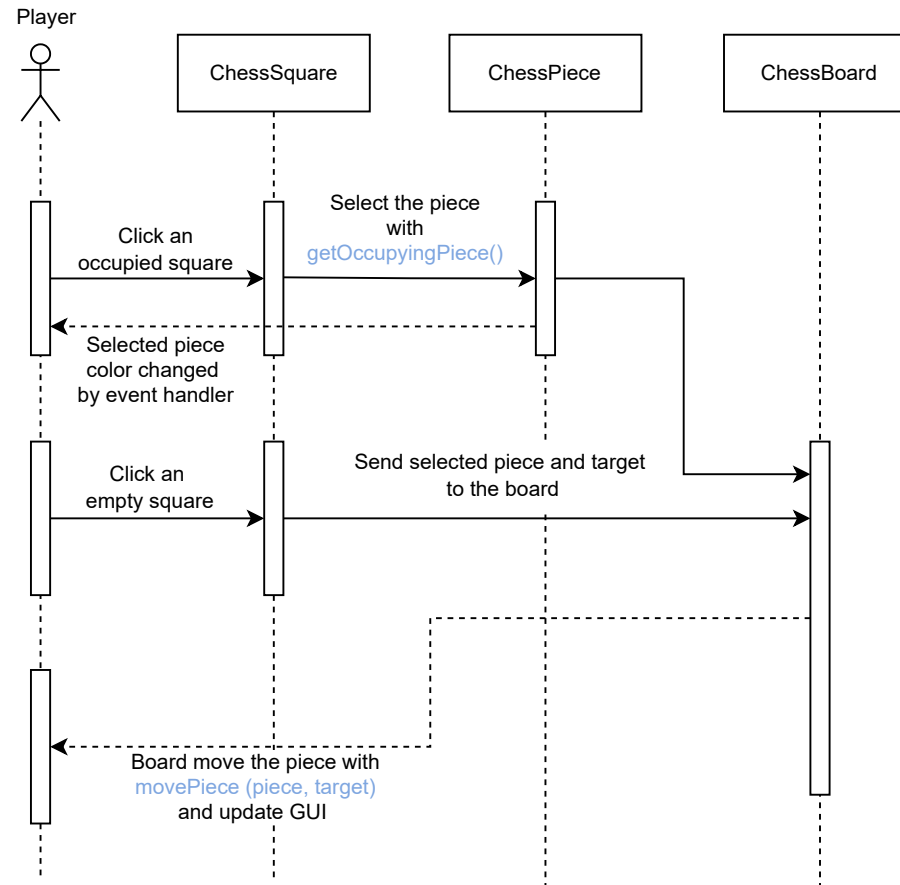 Player
ChessSquare
ChessPiece
ChessBoard
Select the piece
with
getOccupyingPiece()
Click an
occupied square
Selected piece
color changed
by event handler
Click an
empty square
Send selected piece and target
to the board
Board move the piece with
movePiece (piece, target)
and update GUI